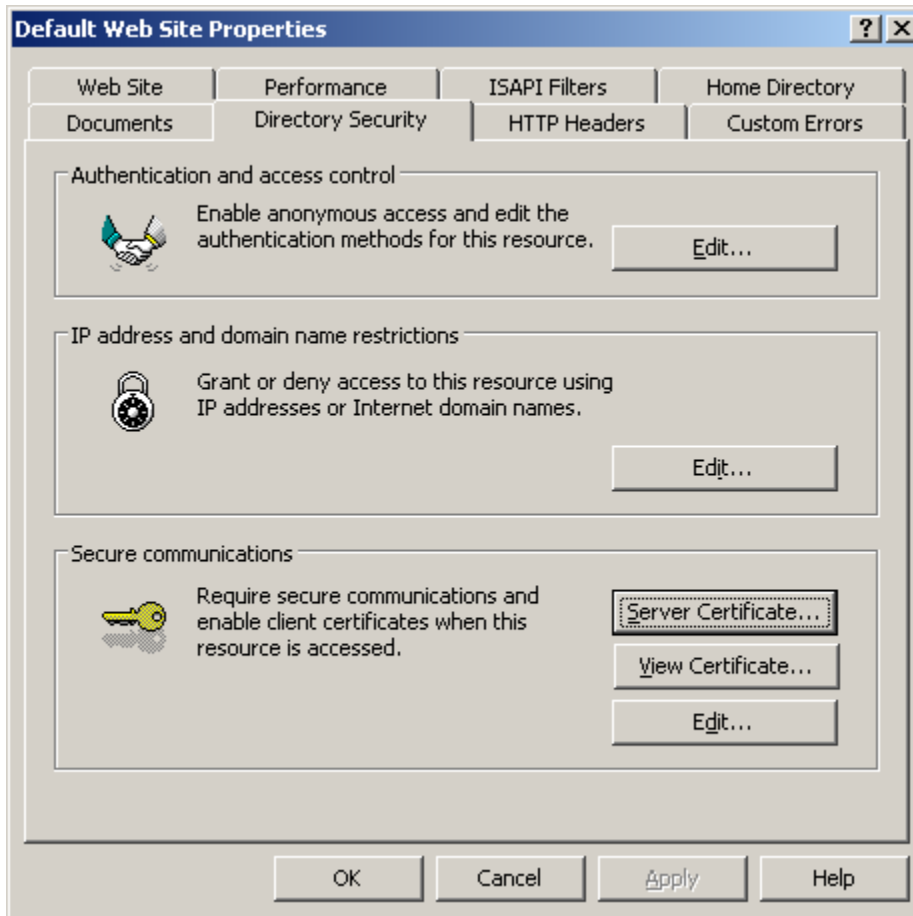 Default Web Site Properties
Web Site Performance ISAPI Filters Home Directory
Documents Directory Security HTTP Headers Custom Errors
Authentication and access control
Enable anonymous access and edit the
authentication methods for this resource.
Edit...
IP address and domain name restrictions
Grant or deny access to this resource using
IP addresses or Internet domain names.
Edit...
Secure communications
Require secure communications and
enable client certificates when this
resource is accessed.
Server Certificate...
View Certificate...
Edit...
OK Cancel Apply Help